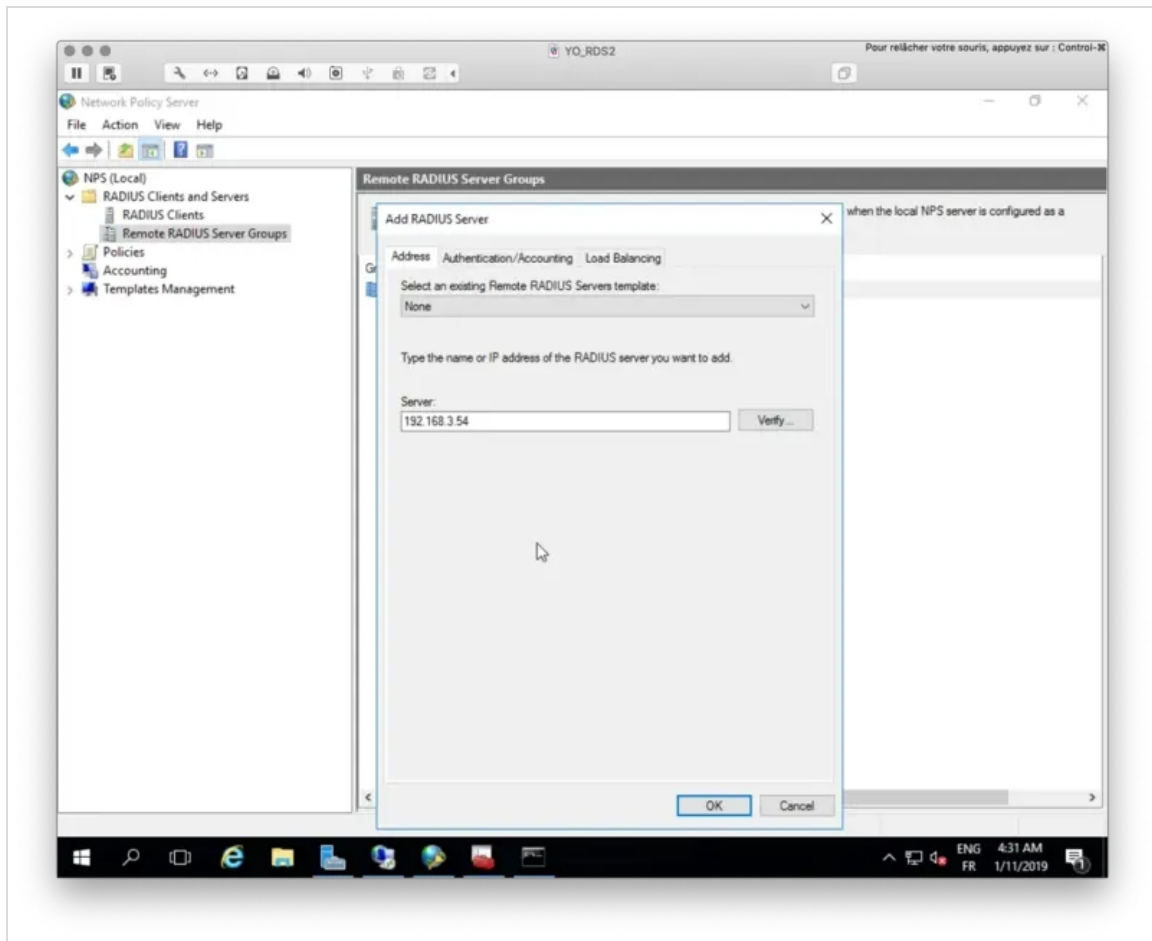 YO_RDS2
Pour relâcher votre souris, appuyez sur : Control-⌘
Network Policy Server
File Action View Help
NPS (Local)
RADIUS Clients and Servers
RADIUS Clients
Remote RADIUS Server Groups
Policies
Accounting
Templates Management
Remote RADIUS Server Groups
when the local NPS server is configured as a
Add RADIUS Server
Address Authentication/Accounting Load Balancing
Select an existing Remote RADIUS Servers template:
None
Type the name or IP address of the RADIUS server you want to add.
Server:
192.168.3.54
Verify...
OK Cancel
ENG 4:31 AM
FR 1/11/2019
1